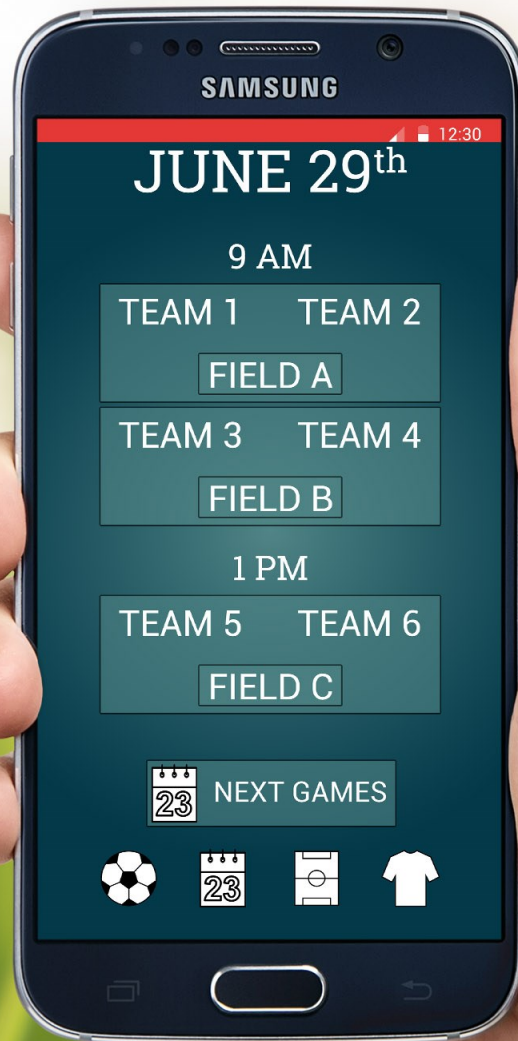 SAMSUNG
12:30
JUNE 29th
9 AM
TEAM 1 TEAM 2
FIELD A
TEAM 3 TEAM 4
FIELD B
1 PM
TEAM 5 TEAM 6
FIELD C
23 NEXT GAMES
23